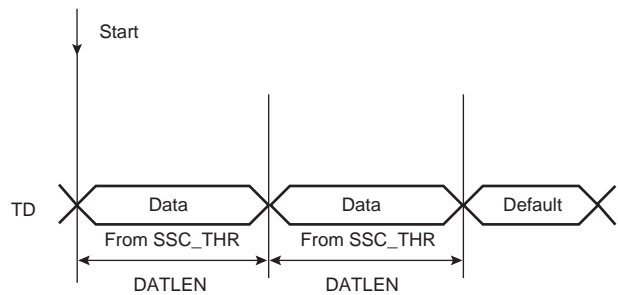 Start
TD
Data
Data
Default
From SSC_THR
From SSC_THR
DATLEN
DATLEN